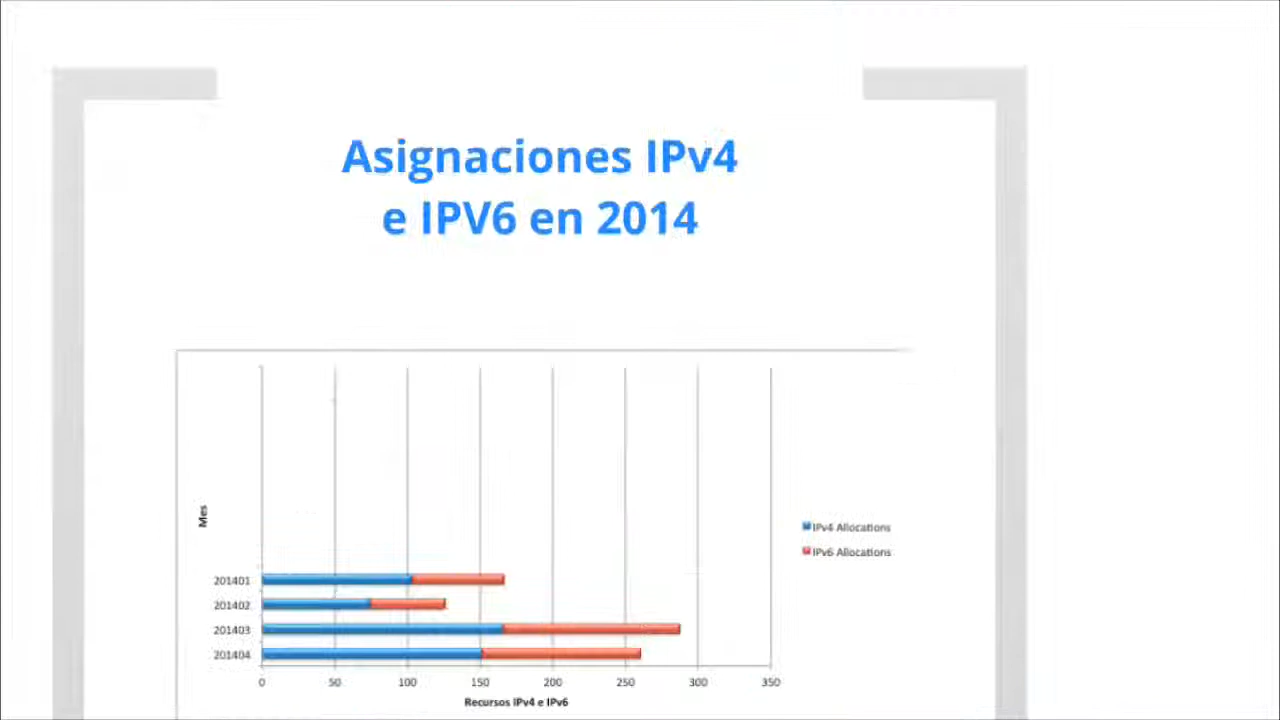 Asignaciones IPv4
e IPV6 en 2014
Mes
IPv4 Allocations
IPv6 Allocations
201401
201402
201403
201404
0 50 100 150 200 250 300 350
Recursos IPv4 e IPv6